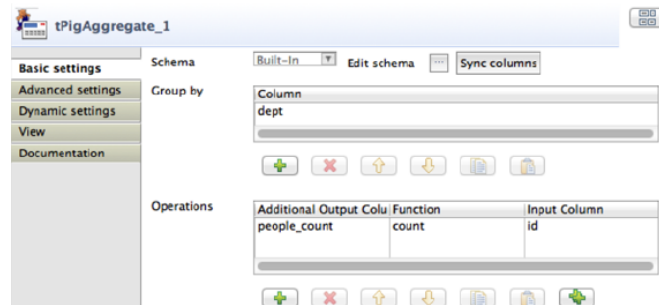 tPigAggregate_1
Basic settings
Advanced settings
Dynamic settings
View
Documentation
Schema
Built-In
Edit schema
...
Sync columns
Group by
Column
dept
Operations
Additional Output Colu Function Input Column
people_count count id